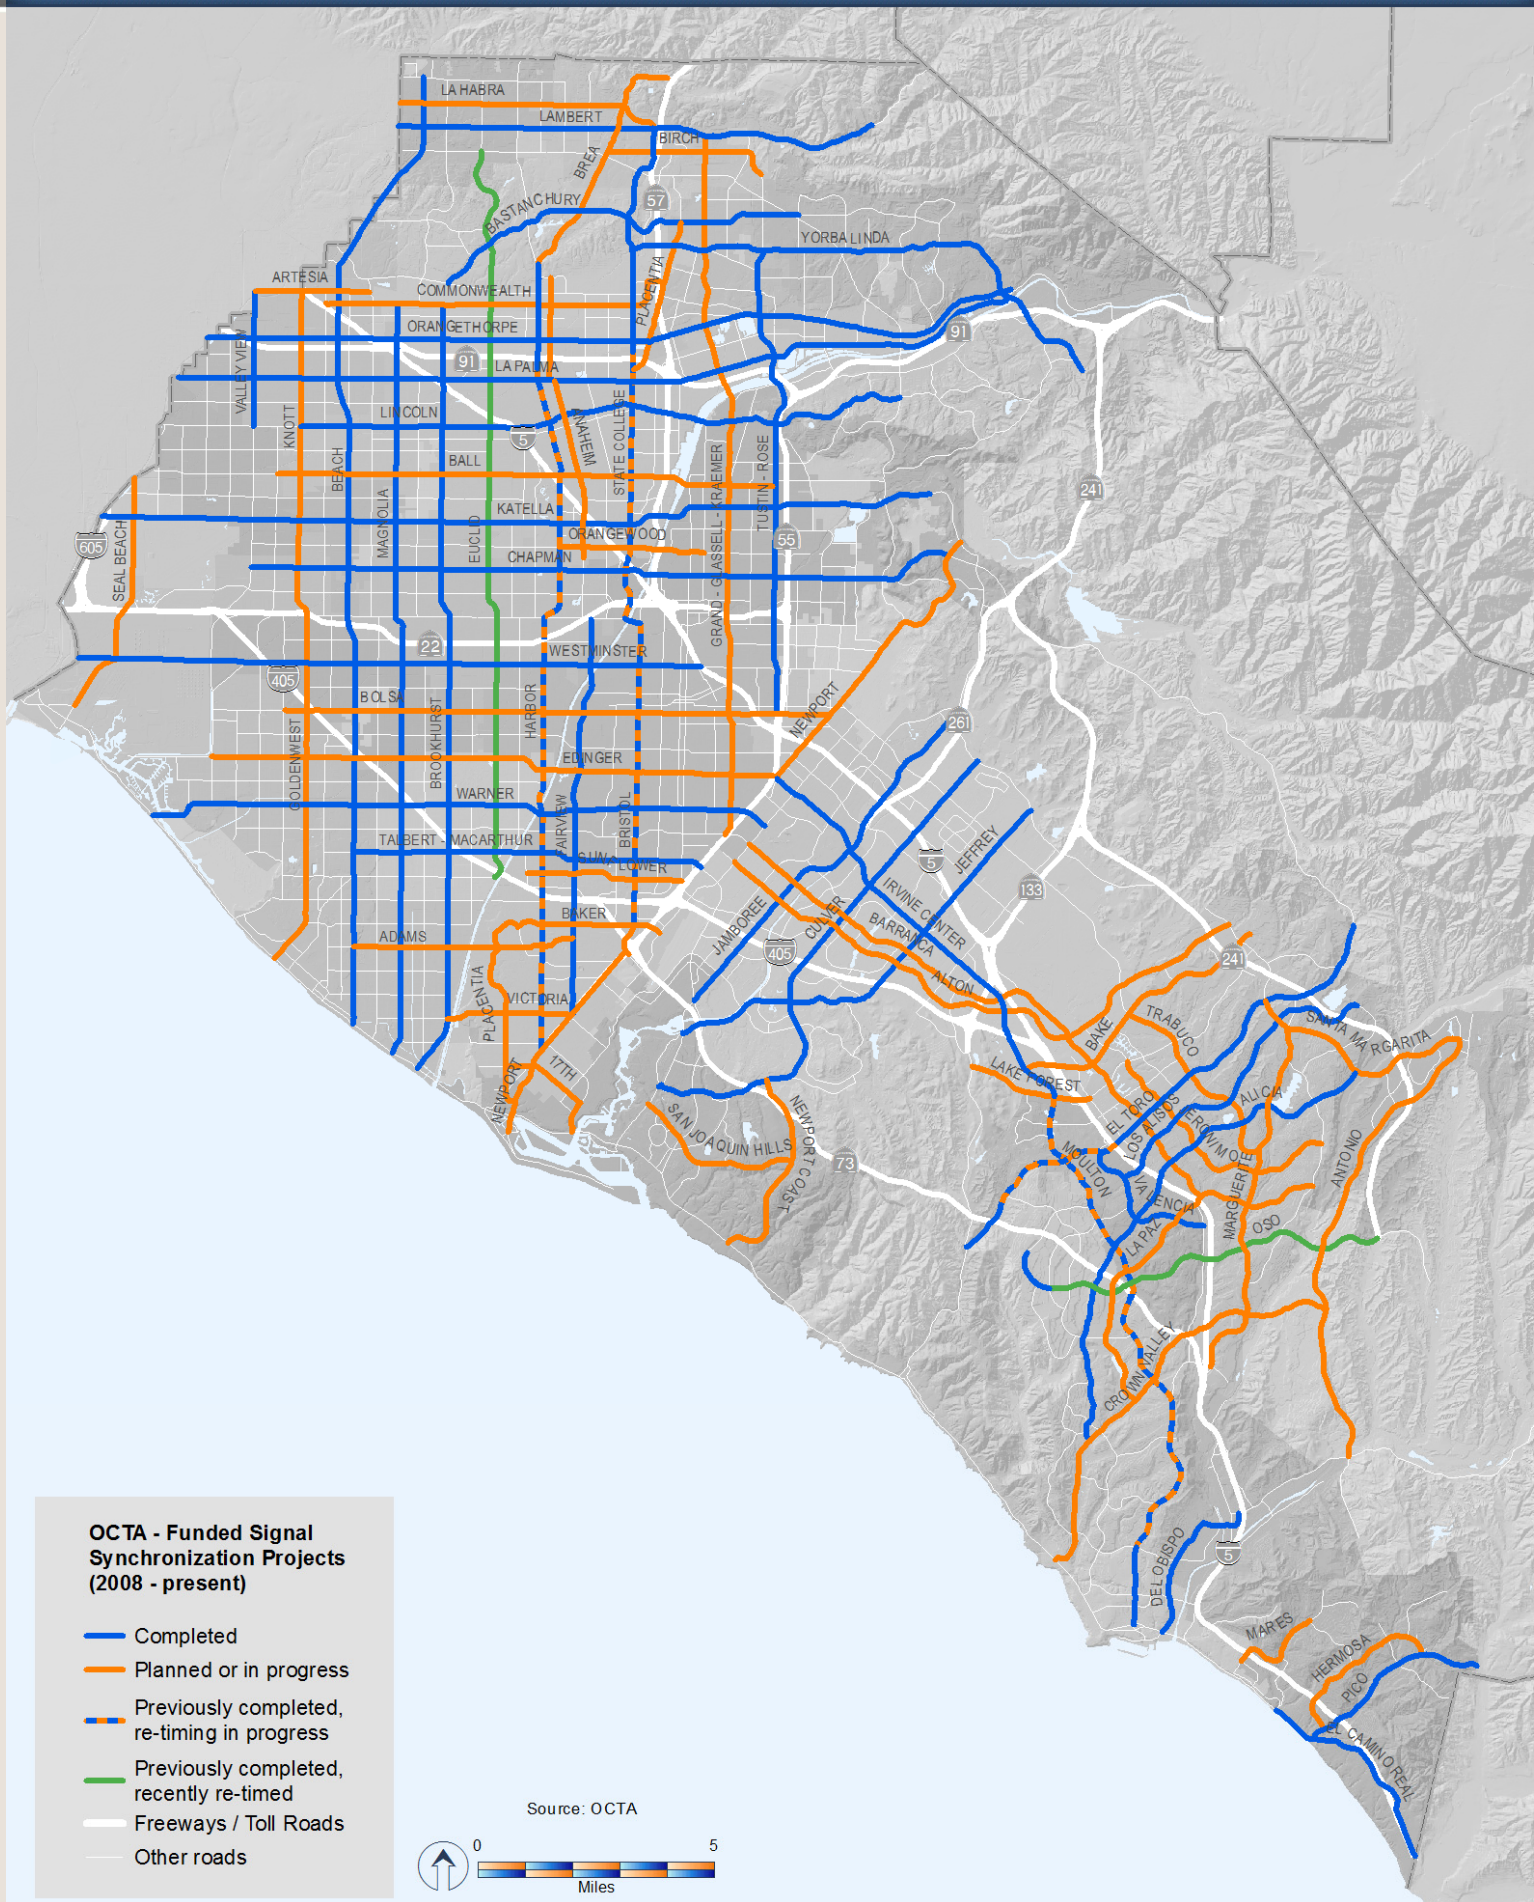 LA HABRA
LAMBERT
BIRCH
BREA
57
BASTANCHURY
YORBA LINDA
ARTESIA
COMMONWEALTH
PLACENTIA
ORANGETHORPE
91
91
VALLEY VIEW
LA PALMA
KNOTT
LINCOLN
ANAHEIM
STATE COLLEGE
5
BEACH
BALL
GRAND - GLASSELL - KRAEMER
TUSTIN - ROSE
MAGNOLIA
KATELLA
241
605
SEAL BEACH
EUCLID
ORANGEWOOD
CHAPMAN
55
22
WESTMINSTER
405
BOLSA
HARBOR
NEWPORT
261
GOLDENWEST
BROOKHURST
EDINGER
WARNER
FAIRVIEW
BRISTOL
TALBERT - MACARTHUR
SUNFLOWER
5
JEFFREY
133
IRVINE CENTER
BAKER
ADAMS
JAMBOREE
CULVER
BARRANCA
405
241
ALTON
PLACENTIA
VICTORIA
BAKE
TRABUCO
SANTA MARGARITA
NEWPORT
17TH
LAKE FOREST
EL TORO
LOS ALISOS
JERONIMO
ALICIA
SAN JOAQUIN HILLS
NEWPORT COAST
73
MOULTON
VALENCIA
MARGUERITE
ANTONIO
LA PAZ
OSO
CROWN VALLEY
DEL OBISPO
5
MARES
HERMOSA
PICO
EL CAMINO REAL
OCTA - Funded Signal
Synchronization Projects
(2008 - present)
Completed
Planned or in progress
Previously completed,
re-timing in progress
Previously completed,
recently re-timed
Freeways / Toll Roads
Other roads
Source: OCTA
0 5
Miles